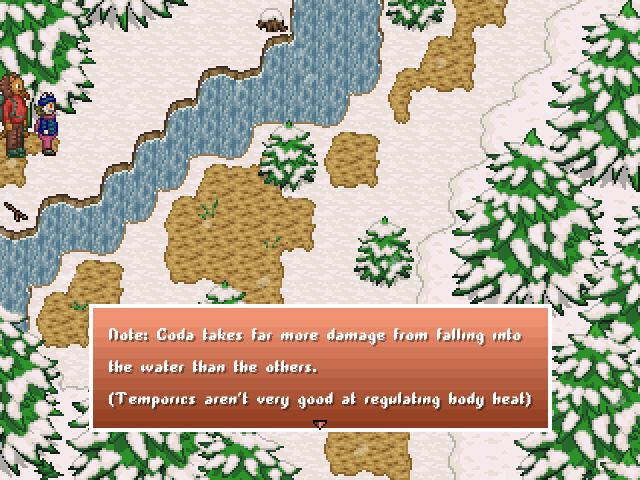 Note: Coda takes far more damage from falling into
the water than the others.
(Temporics aren't very good at regulating body heat)